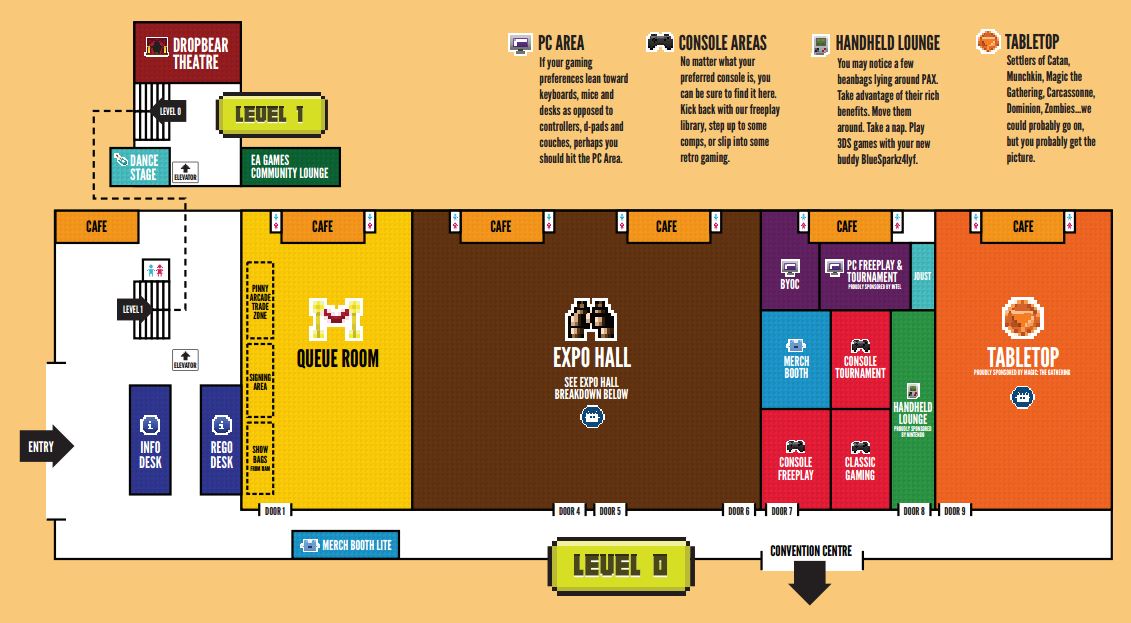 DROPBEAR
THEATRE
LEVEL 0
LEVEL 1
DANCE
STAGE
ELEVATOR
EA GAMES
COMMUNITY LOUNGE
PC AREA
If your gaming
preferences lean toward
keyboards, mice and
desks as opposed to
controllers, d-pads and
couches, perhaps you
should hit the PC Area.
CONSOLE AREAS
No matter what your
preferred console is, you
can be sure to find it here.
Kick back with our freeplay
library, step up to some
comps, or slip into some
retro gaming.
HANDHELD LOUNGE
You may notice a few
beanbags lying around PAX.
Take advantage of their rich
benefits. Move them
around. Take a nap. Play
3DS games with your new
buddy BlueSparkz4lyf.
TABLETOP
Settlers of Catan,
Munchkin, Magic the
Gathering, Carcassonne,
Dominion, Zombies...we
could probably go on,
but you probably get the
picture.
CAFE
CAFE
CAFE
CAFE
CAFE
CAFE
LEVEL 1
ELEVATOR
ENTRY
INFO
DESK
REGO
DESK
PINNY
ARCADE
TRADE
ZONE
SIGNING
AREA
SHOW
BAGS
FROM 9AM
QUEUE ROOM
EXPO HALL
SEE EXPO HALL
BREAKDOWN BELOW
BYOC
PC FREEPLAY &
TOURNAMENT
PROUDLY SPONSORED BY INTEL
JOUST
MERCH
BOOTH
CONSOLE
TOURNAMENT
CONSOLE
FREEPLAY
CLASSIC
GAMING
HANDHELD
LOUNGE
PROUDLY SPONSORED
BY NINTENDO
TABLETOP
PROUDLY SPONSORED BY MAGIC: THE GATHERING
DOOR 1
DOOR 4
DOOR 5
DOOR 6
DOOR 7
DOOR 8
DOOR 9
MERCH BOOTH LITE
LEVEL 0
CONVENTION CENTRE